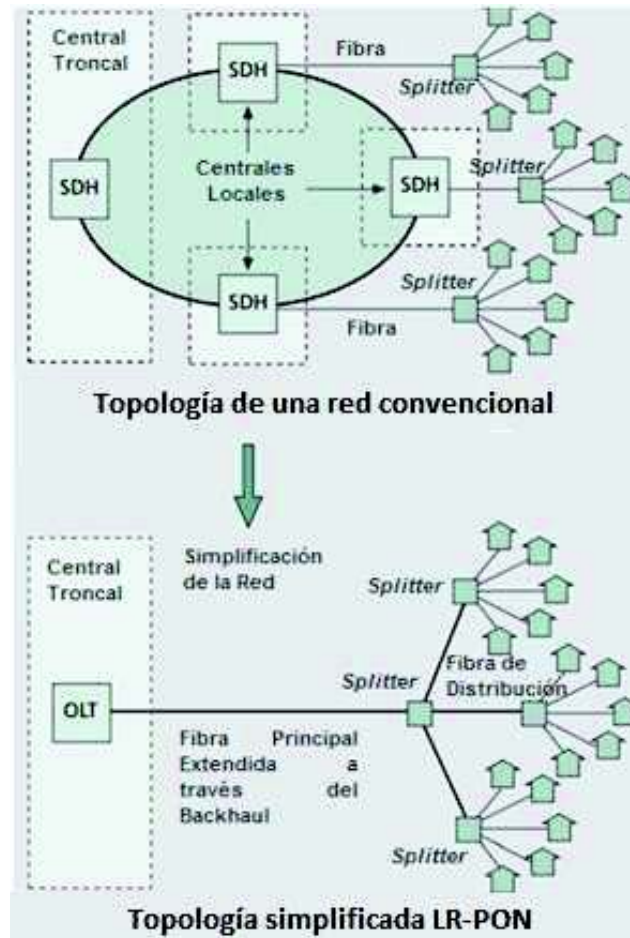 Central
Troncal
SDH
Fibra
Splitter
SDH
Centrales
Locales
SDH
Splitter
SDH
Splitter
Fibra
Topología de una red convencional
Central
Troncal
Simplificación
de la Red
Splitter
Splitter
Fibra de
Distribución
OLT
Fibra Principal
Extendida a
través del
Backhaul
Splitter
Topología simplificada LR-PON